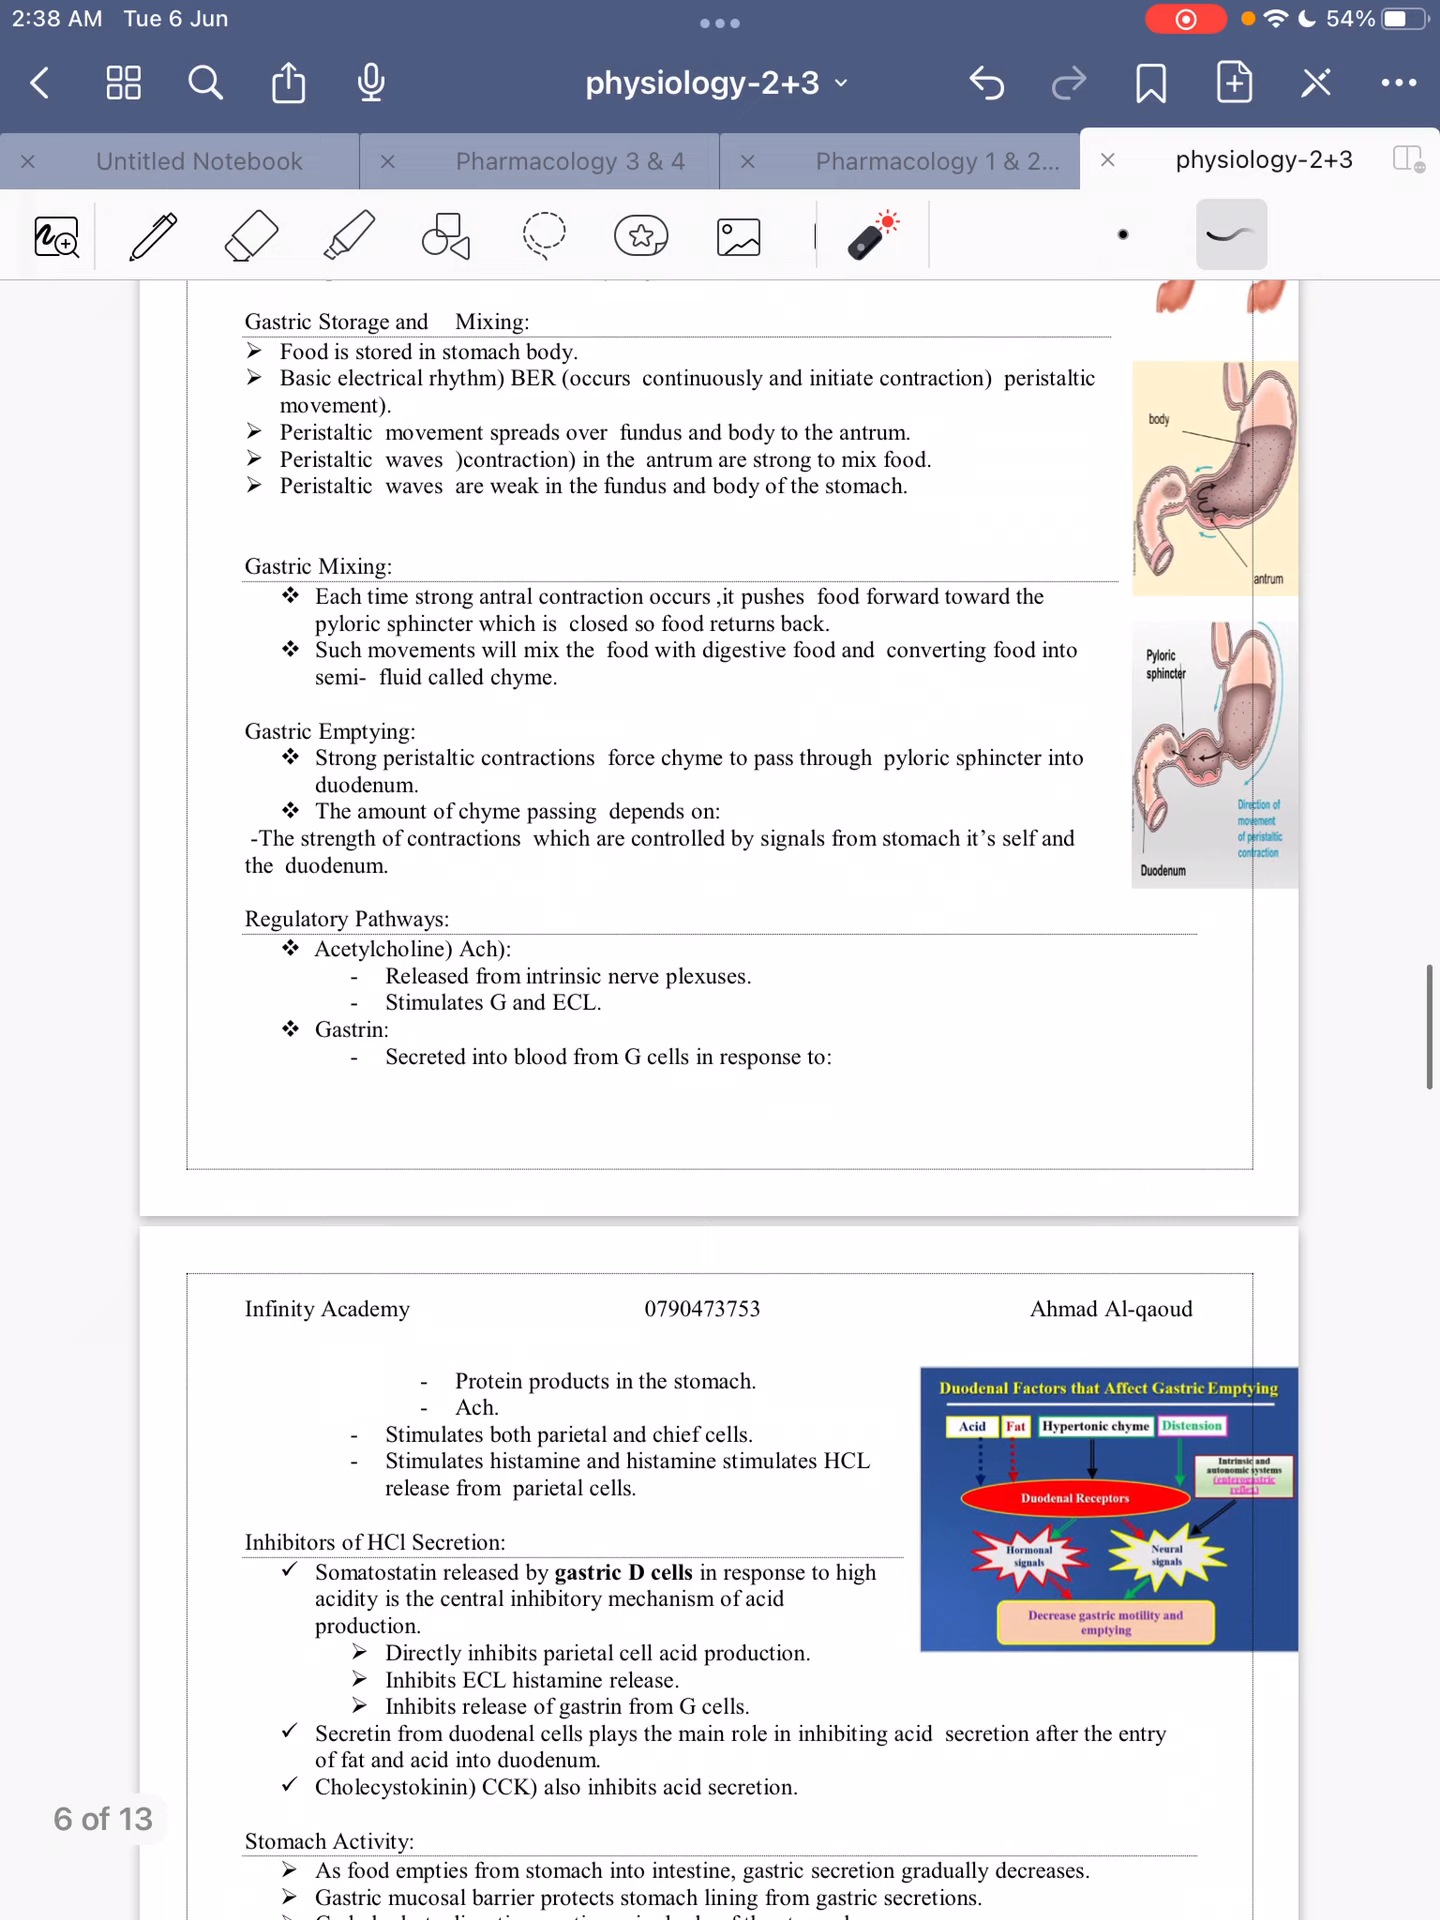 2:38 AM Tue 6 Jun
54%
physiology-2+3
Untitled Notebook
Pharmacology 3 & 4
Pharmacology 1 & 2...
physiology-2+3
Gastric Storage and Mixing:
➢ Food is stored in stomach body.
➢ Basic electrical rhythm) BER (occurs continuously and initiate contraction) peristaltic
movement).
➢ Peristaltic movement spreads over fundus and body to the antrum.
➢ Peristaltic waves )contraction) in the antrum are strong to mix food.
➢ Peristaltic waves are weak in the fundus and body of the stomach.
body
antrum
Gastric Mixing:
❖ Each time strong antral contraction occurs ,it pushes food forward toward the
pyloric sphincter which is closed so food returns back.
❖ Such movements will mix the food with digestive food and converting food into
semi- fluid called chyme.
Pyloric
sphincter
Direction of
movement
of peristaltic
contraction
Duodenum
Gastric Emptying:
❖ Strong peristaltic contractions force chyme to pass through pyloric sphincter into
duodenum.
❖ The amount of chyme passing depends on:
-The strength of contractions which are controlled by signals from stomach it’s self and
the duodenum.
Regulatory Pathways:
❖ Acetylcholine) Ach):
- Released from intrinsic nerve plexuses.
- Stimulates G and ECL.
❖ Gastrin:
- Secreted into blood from G cells in response to:
Infinity Academy 0790473753 Ahmad Al-qaoud
- Protein products in the stomach.
- Ach.
- Stimulates both parietal and chief cells.
- Stimulates histamine and histamine stimulates HCL
release from parietal cells.
Duodenal Factors that Affect Gastric Emptying
Acid Fat Hypertonic chyme Distension
Intrinsic and
autonomic systems
(enterogastric
reflex)
Duodenal Receptors
Hormonal
signals
Neural
signals
Decrease gastric motility and
emptying
Inhibitors of HCl Secretion:
✓ Somatostatin released by gastric D cells in response to high
acidity is the central inhibitory mechanism of acid
production.
➢ Directly inhibits parietal cell acid production.
➢ Inhibits ECL histamine release.
➢ Inhibits release of gastrin from G cells.
✓ Secretin from duodenal cells plays the main role in inhibiting acid secretion after the entry
of fat and acid into duodenum.
✓ Cholecystokinin) CCK) also inhibits acid secretion.
6 of 13
Stomach Activity:
➢ As food empties from stomach into intestine, gastric secretion gradually decreases.
➢ Gastric mucosal barrier protects stomach lining from gastric secretions.